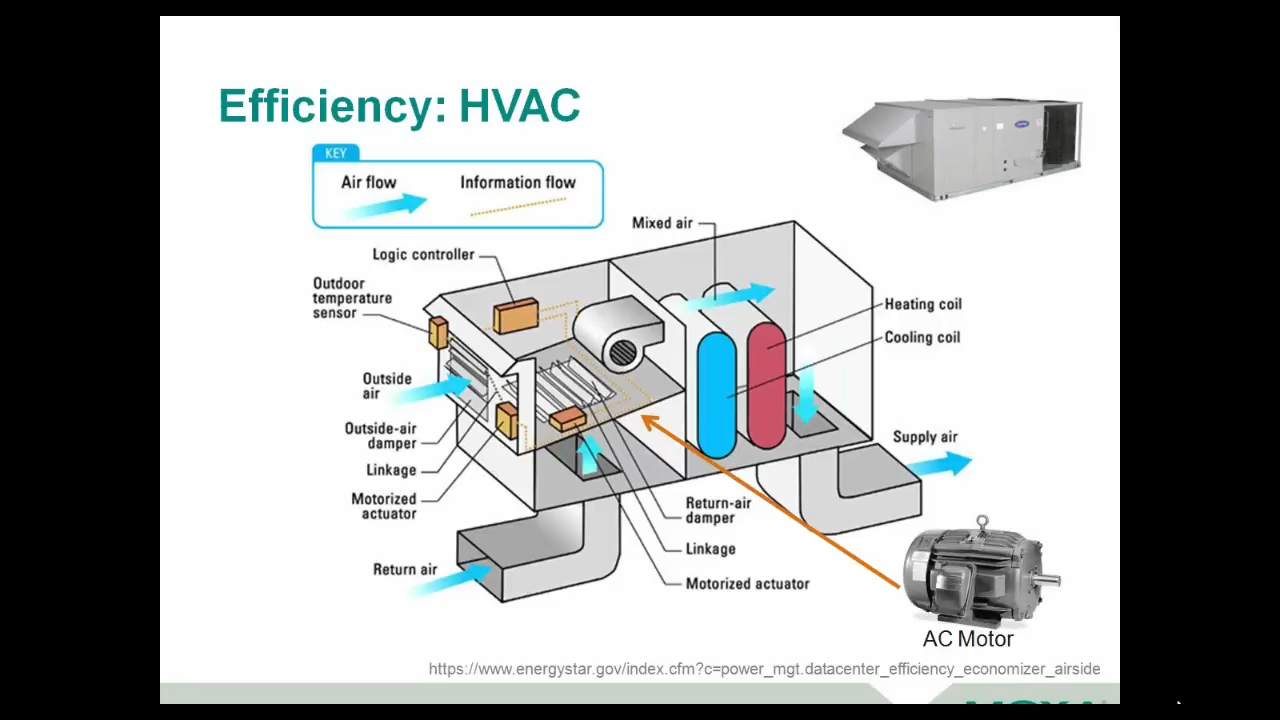 Efficiency: HVAC
KEY
Air flow
Information flow
Mixed air
Logic controller
Outdoor
temperature
sensor
Heating coil
Cooling coil
Outside
air
Outside-air
damper
Supply air
Linkage
Motorized
actuator
Return-air
damper
Linkage
Return air
Motorized actuator
AC Motor
https://www.energystar.gov/index.cfm?c=power_mgt.datacenter_efficiency_economizer_airside